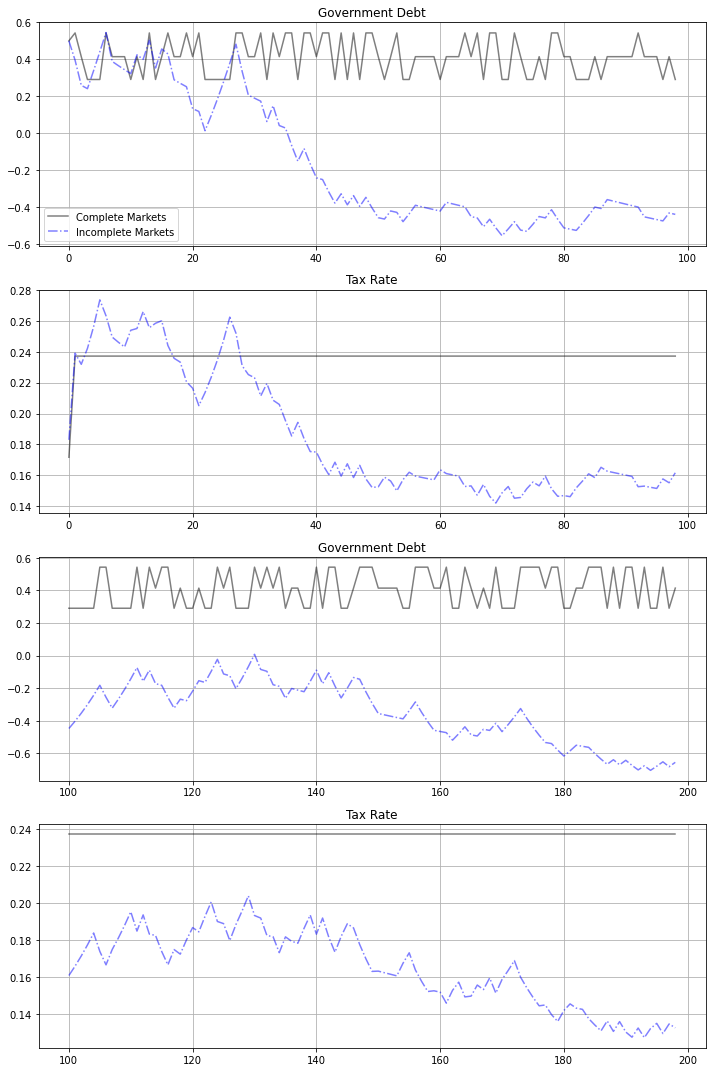 Government Debt
0.6
0.4
0.2
0.0
−0.2
−0.4
−0.6
Complete Markets
Incomplete Markets
0 20 40 60 80 100
Tax Rate
0.28
0.26
0.24
0.22
0.20
0.18
0.16
0.14
0 20 40 60 80 100
Government Debt
0.6
0.4
0.2
0.0
−0.2
−0.4
−0.6
100 120 140 160 180 200
Tax Rate
0.24
0.22
0.20
0.18
0.16
0.14
100 120 140 160 180 200